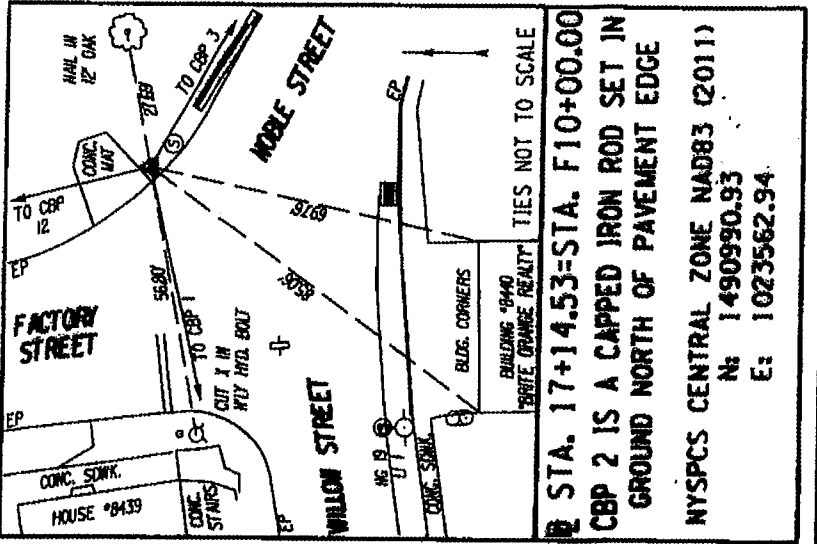 NAIL IN
12" OAK
21.69
TO CBP 3
CONC.
MAT
S
NOBLE STREET
TO CBP
12
EP
FACTORY
STREET
56.80'
TO CBP 1
CUT X IN
W'LY HYD. BOLT
69.76'
EP
EP
CONC. SDWK.
CONC.
STAIRS
HOUSE #8439
EP
WILLOW STREET
NG 19
CONC. SDWK.
BLDG. CORNERS
BUILDING #8440
"BRITE ORANGE REALTY"
TIES NOT TO SCALE
STA. 17+14.53=STA. F10+00.00
CBP 2 IS A CAPPED IRON ROD SET IN
GROUND NORTH OF PAVEMENT EDGE
NYSPCS CENTRAL ZONE NAD83 (2011)
N: 1490990.93
E: 1023562.94